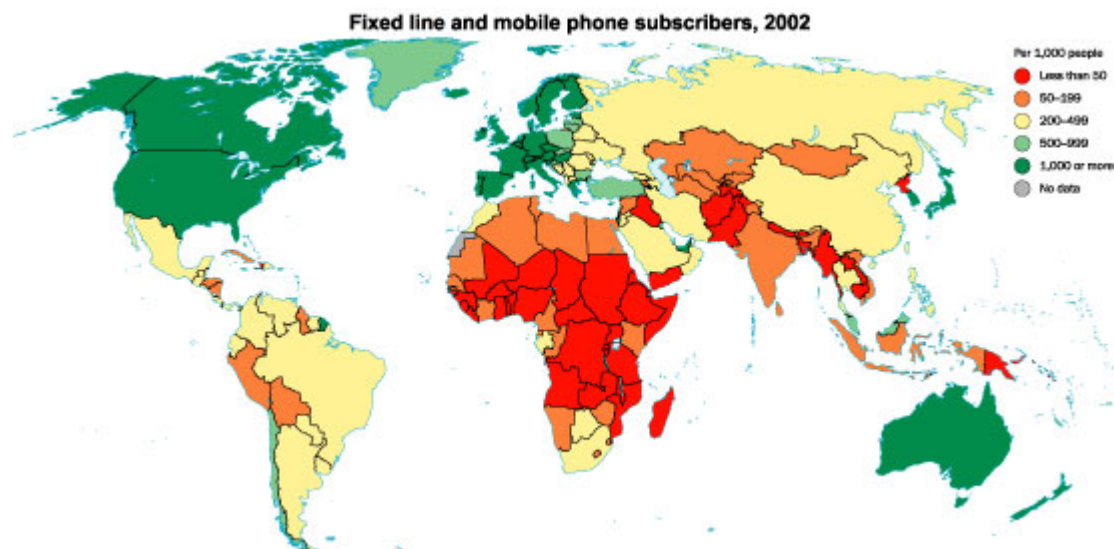 Fixed line and mobile phone subscribers, 2002
Per 1,000 people
Less than 50
50–199
200–499
500–999
1,000 or more
No data